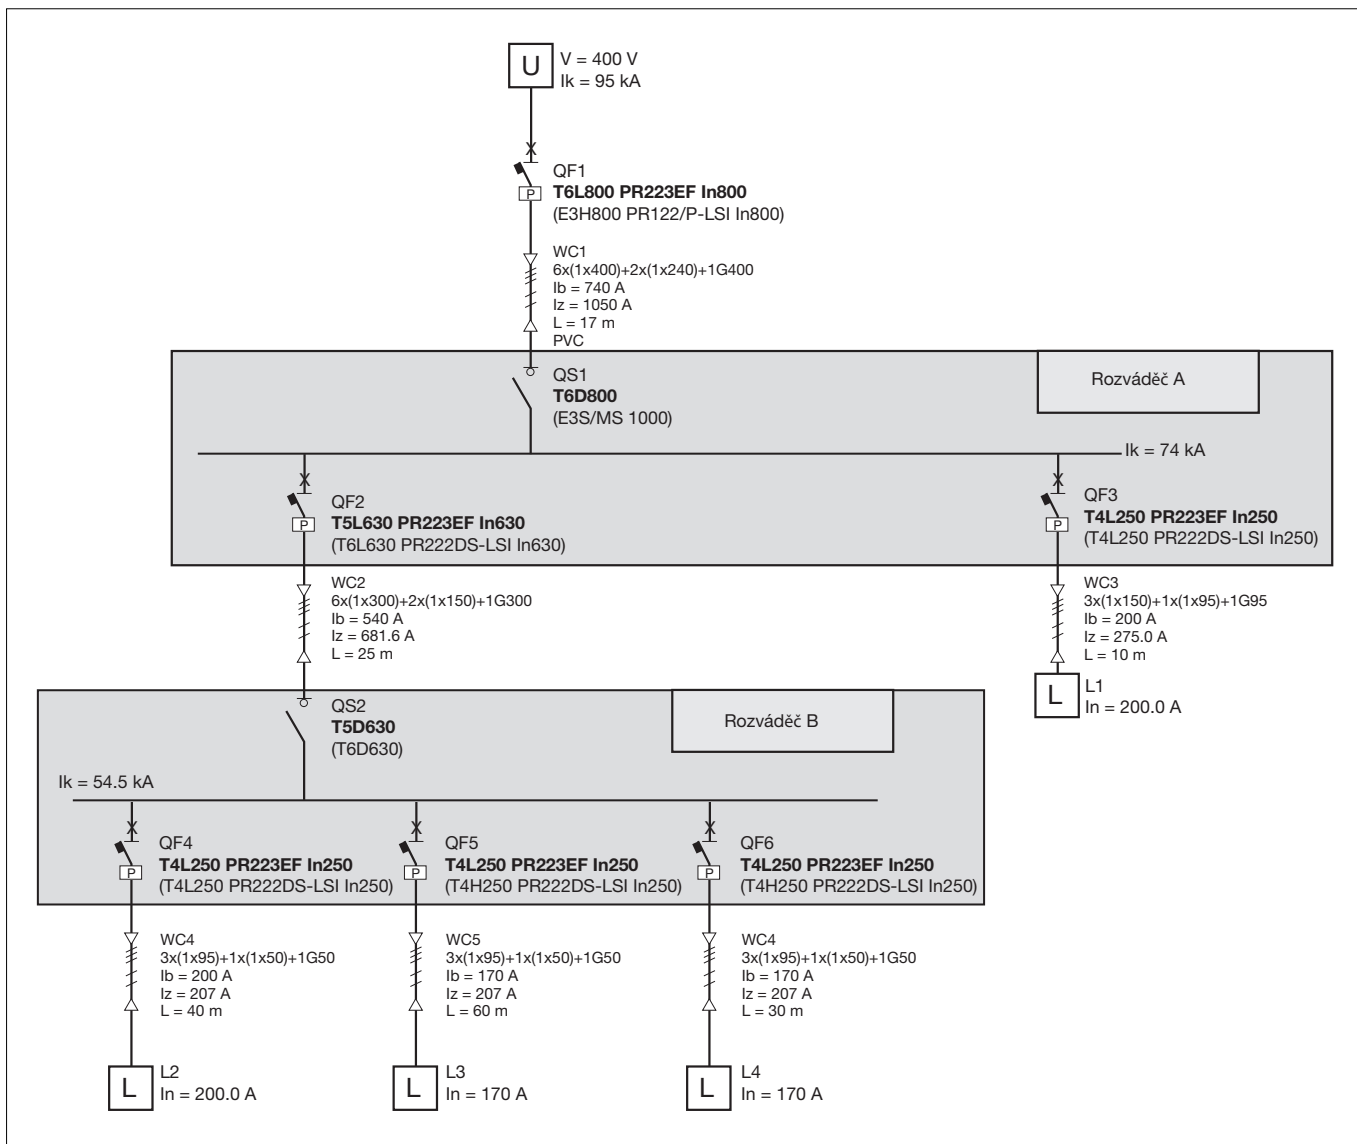 U
V = 400 V
Ik = 95 kA
QF1
T6L800 PR223EF In800
P
(E3H800 PR122/P-LSI In800)
WC1
6x(1x400)+2x(1x240)+1G400
Ib = 740 A
Iz = 1050 A
L = 17 m
PVC
QS1
T6D800
(E3S/MS 1000)
Rozváděč A
Ik = 74 kA
QF2
T5L630 PR223EF In630
P
(T6L630 PR222DS-LSI In630)
QF3
T4L250 PR223EF In250
P
(T4L250 PR222DS-LSI In250)
WC2
6x(1x300)+2x(1x150)+1G300
Ib = 540 A
Iz = 681.6 A
L = 25 m
WC3
3x(1x150)+1x(1x95)+1G95
Ib = 200 A
Iz = 275.0 A
L = 10 m
L
L1
In = 200.0 A
QS2
T5D630
(T6D630)
Rozváděč B
Ik = 54.5 kA
QF4
T4L250 PR223EF In250
P
(T4L250 PR222DS-LSI In250)
QF5
T4L250 PR223EF In250
P
(T4H250 PR222DS-LSI In250)
QF6
T4L250 PR223EF In250
P
(T4H250 PR222DS-LSI In250)
WC4
3x(1x95)+1x(1x50)+1G50
Ib = 200 A
Iz = 207 A
L = 40 m
WC5
3x(1x95)+1x(1x50)+1G50
Ib = 170 A
Iz = 207 A
L = 60 m
WC4
3x(1x95)+1x(1x50)+1G50
Ib = 170 A
Iz = 207 A
L = 30 m
L
L2
In = 200.0 A
L
L3
In = 170 A
L
L4
In = 170 A